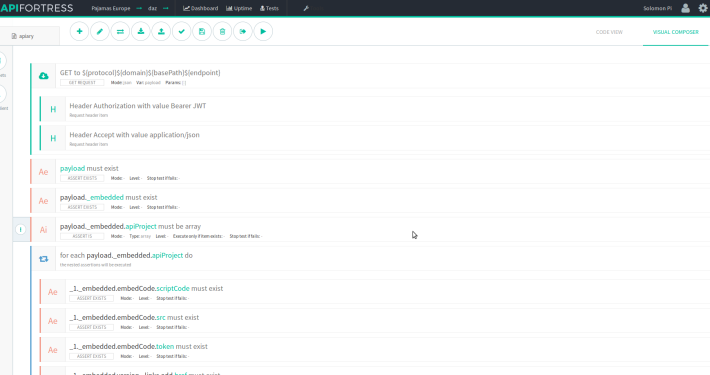 APIFORTRESS Pajamas Europe → daz → Dashboard Uptime Tests Solomon Pi
apiery CODE VIEW VISUAL COMPOSER
GET to ${protocol}${domain}${basePath}${endpoint}
GET REQUEST Mode: json Var: payload Params: [ ]
H Header Authorization with value Bearer JWT
Request header item
H Header Accept with value application/json
Request header item
Ae payload must exist
ASSERT EXISTS Mode: Level: Stop test if fails:
Ae payload._embedded must exist
ASSERT EXISTS Mode: Level: Stop test if fails:
! Ai payload._embedded.apiProject must be array
ASSERT IS Mode: Type: array Level: Execute only if item exists: Stop test if fails:
for each payload._embedded.apiProject do
the nested assertions will be executed
Ae _1._embedded.embedCode.scriptCode must exist
ASSERT EXISTS Mode: Level: Stop test if fails:
Ae _1._embedded.embedCode.src must exist
ASSERT EXISTS Mode: Level: Stop test if fails:
Ae _1._embedded.embedCode.token must exist
ASSERT EXISTS Mode: Level: Stop test if fails: